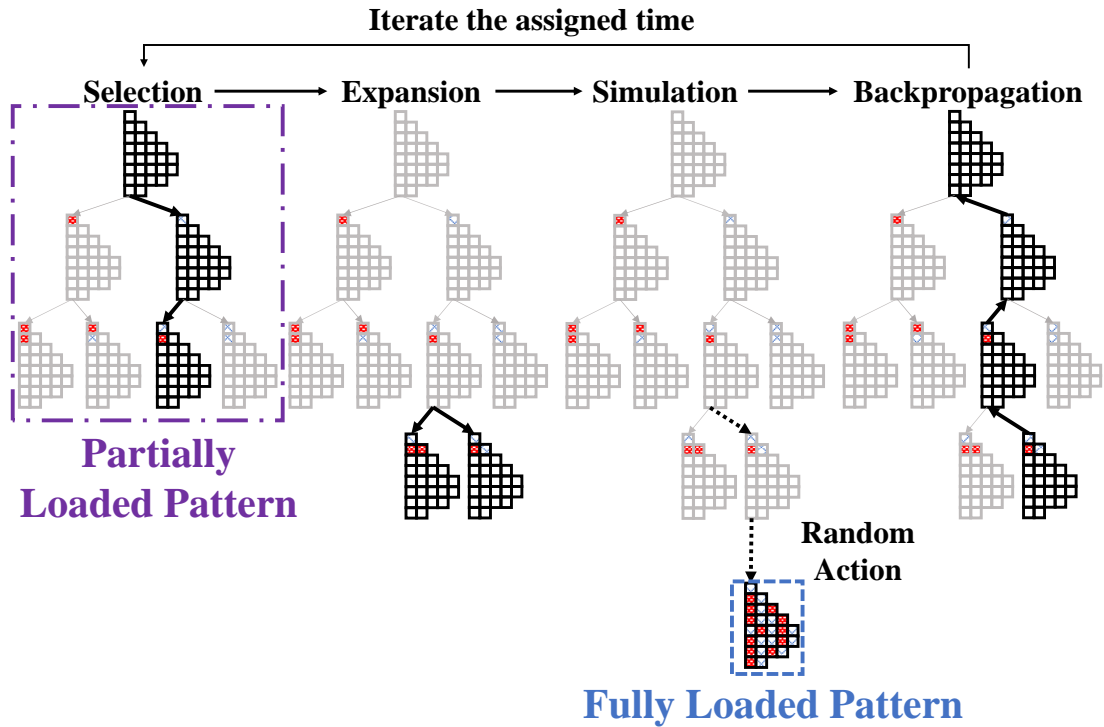 Iterate the assigned time
Selection
Expansion
Simulation
Backpropagation
Partially
Loaded Pattern
Random
Action
Fully Loaded Pattern